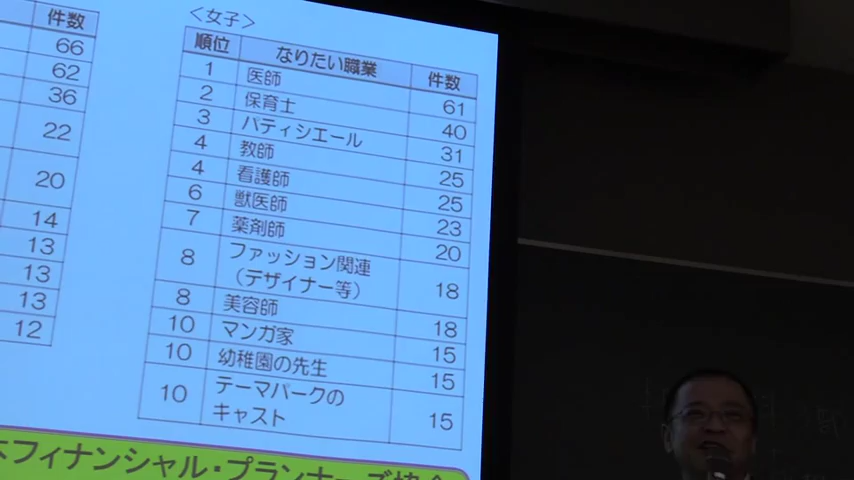 件数
66
62
36
22
20
14
13
13
13
12
<女子>
順位 なりたい職業 件数
1 医師 61
2 保育士 40
3 パティシエール 31
4 教師 25
4 看護師 25
6 獣医師 23
7 薬剤師 20
8 ファッション関連
(デザイナー等) 18
8 美容師 18
10 マンガ家 15
10 幼稚園の先生 15
10 テーマパークの
キャスト 15
フィナンシャル・プランナーズ協会